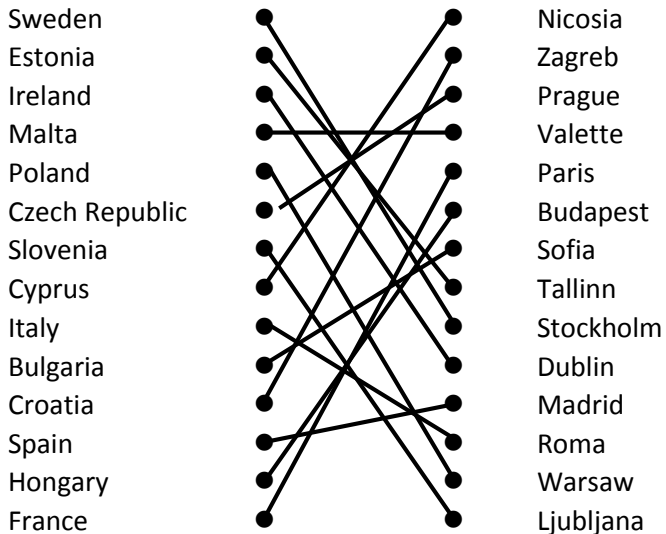 Sweden Nicosia
Estonia Zagreb
Ireland Prague
Malta Valette
Poland Paris
Czech Republic Budapest
Slovenia Sofia
Cyprus Tallinn
Italy Stockholm
Bulgaria Dublin
Croatia Madrid
Spain Roma
Hungary Warsaw
France Ljubljana